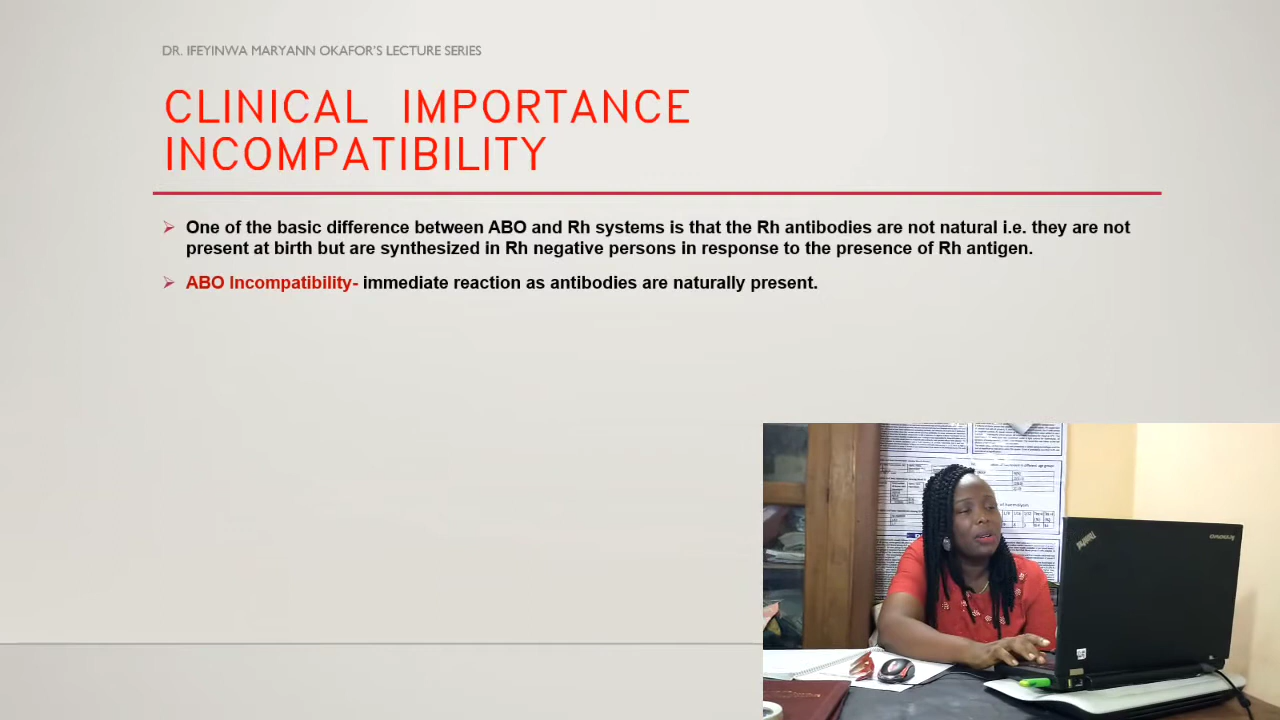 DR. IFEYINWA MARYANN OKAFOR'S LECTURE SERIES
CLINICAL IMPORTANCE
INCOMPATIBILITY
One of the basic difference between ABO and Rh systems is that the Rh antibodies are not natural i.e. they are not
present at birth but are synthesized in Rh negative persons in response to the presence of Rh antigen.
ABO Incompatibility- immediate reaction as antibodies are naturally present.
ThinkPad
lenovo